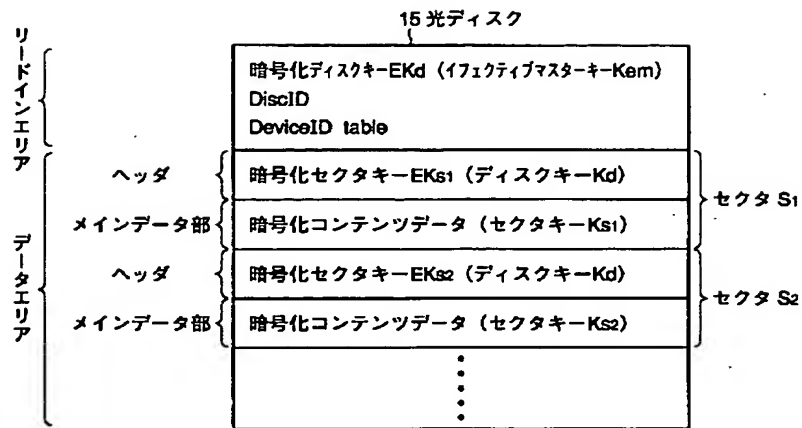 15 光ディスク
リードインエリア
暗号化ディスクキーEKd (イフェクティブマスターキーKem)
DiscID
DeviceID table
データエリア
ヘッダ
暗号化セクタキーEKs1 (ディスクキーKd)
セクタ S1
メインデータ部
暗号化コンテンツデータ (セクタキーKs1)
ヘッダ
暗号化セクタキーEKs2 (ディスクキーKd)
セクタ S2
メインデータ部
暗号化コンテンツデータ (セクタキーKs2)